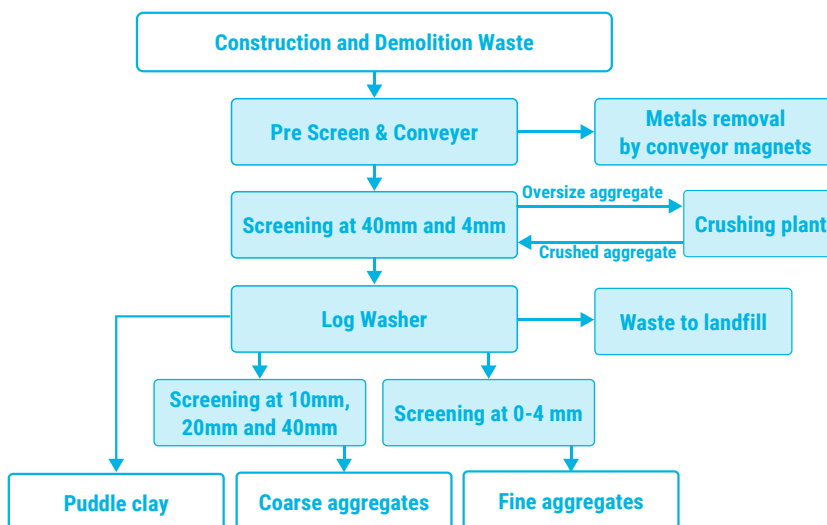 Construction and Demolition Waste
Pre Screen & Conveyer
Metals removal
by conveyor magnets
Oversize aggregate
Screening at 40mm and 4mm
Crushing plant
Crushed aggregate
Log Washer
Waste to landfill
Screening at 10mm,
20mm and 40mm
Screening at 0-4 mm
Puddle clay
Coarse aggregates
Fine aggregates